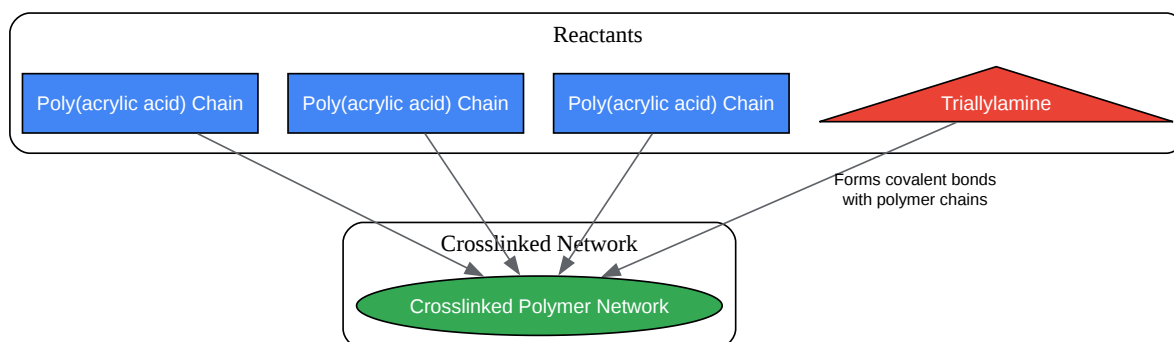 Reactants
Poly(acrylic acid) Chain
Poly(acrylic acid) Chain
Poly(acrylic acid) Chain
Triallylamine
Forms covalent bonds
with polymer chains
Crosslinked Network
Crosslinked Polymer Network